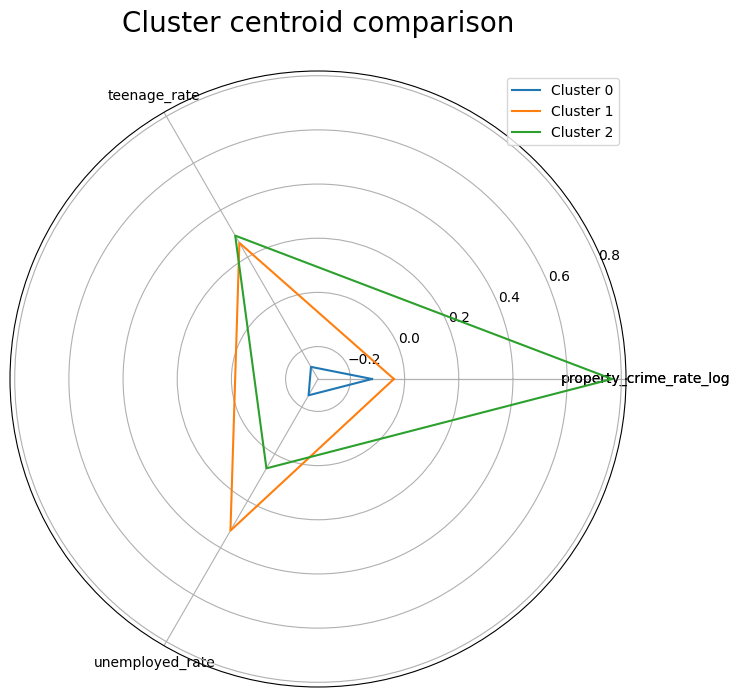 Cluster centroid comparison
teenage_rate
Cluster 0
Cluster 1
Cluster 2
0.8
0.6
0.4
0.2
0.0
−0.2
property_crime_rate_log
unemployed_rate